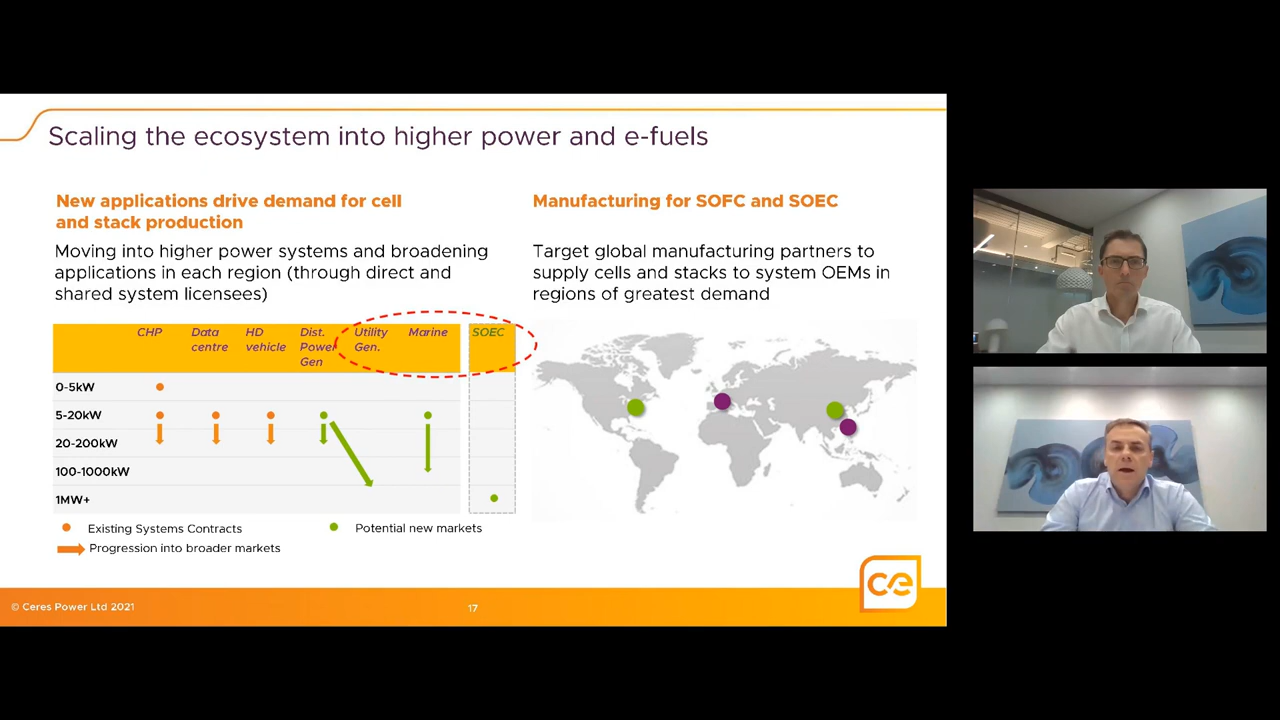 Scaling the ecosystem into higher power and e-fuels
New applications drive demand for cell
and stack production
Moving into higher power systems and broadening
applications in each region (through direct and
shared system licensees)
CHP
Data
centre
HD
vehicle
Dist.
Power
Gen
Utility
Gen.
Marine
SOEC
0-5kW
5-20kW
20-200kW
100-1000kW
1MW+
Existing Systems Contracts
Potential new markets
Progression into broader markets
Manufacturing for SOFC and SOEC
Target global manufacturing partners to
supply cells and stacks to system OEMs in
regions of greatest demand
ce
© Ceres Power Ltd 2021
17